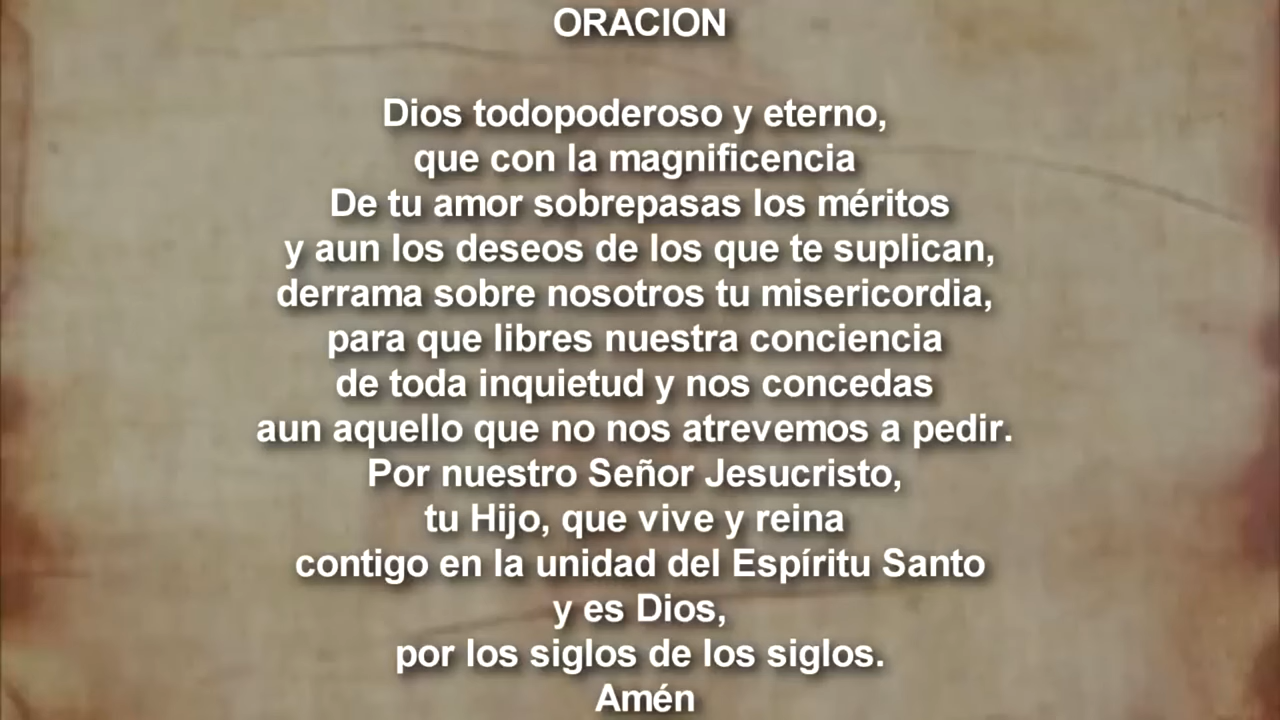 ORACION
Dios todopoderoso y eterno,
que con la magnificencia
De tu amor sobrepasas los méritos
y aun los deseos de los que te suplican,
derrama sobre nosotros tu misericordia,
para que libres nuestra conciencia
de toda inquietud y nos concedas
aun aquello que no nos atrevemos a pedir.
Por nuestro Señor Jesucristo,
tu Hijo, que vive y reina
contigo en la unidad del Espíritu Santo
y es Dios,
por los siglos de los siglos.
Amén